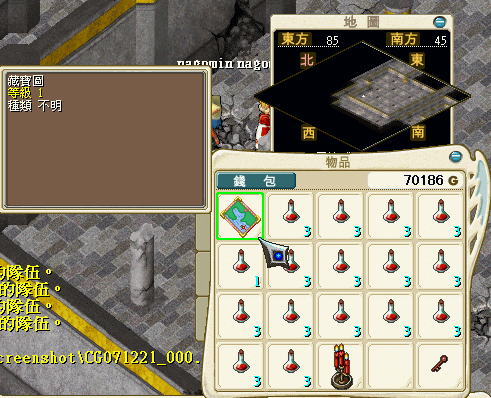 地 圖
東方 85 南方 45
北 東
西 南
nagomin nago
藏寶圖
等級 1
種類 不明
物品
錢 包 70186 G
3 3 3 3
1 3 3 3 3
3 3 3 3 3
3 3
的隊伍。
的隊伍。
的隊伍。
的隊伍。
creenshot\CG071221_000.